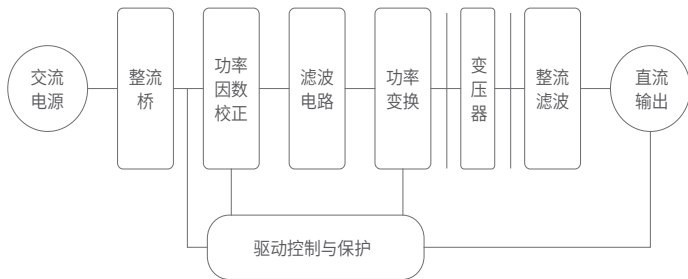 交流
电源
整流
桥
功率
因数
校正
滤波
电路
功率
变换
变
压
器
整流
滤波
直流
输出
驱动控制与保护